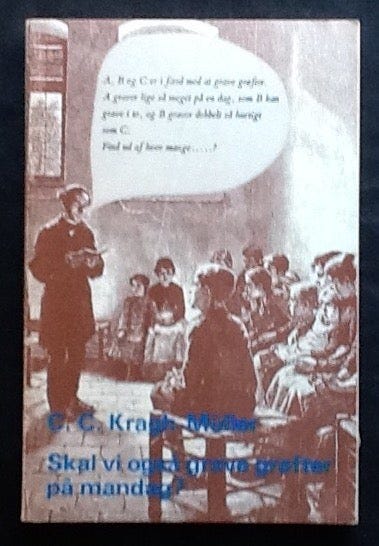 A, B og C er i færd med at grave grøfter.
A graver lige så meget på en dag, som B kan
grave i to, og B graver dobbelt så hurtigt
som C.
Find ud af hvor mange......?
C. C. Kragh-Müller
Skal vi også grave grøfter
på mandag?